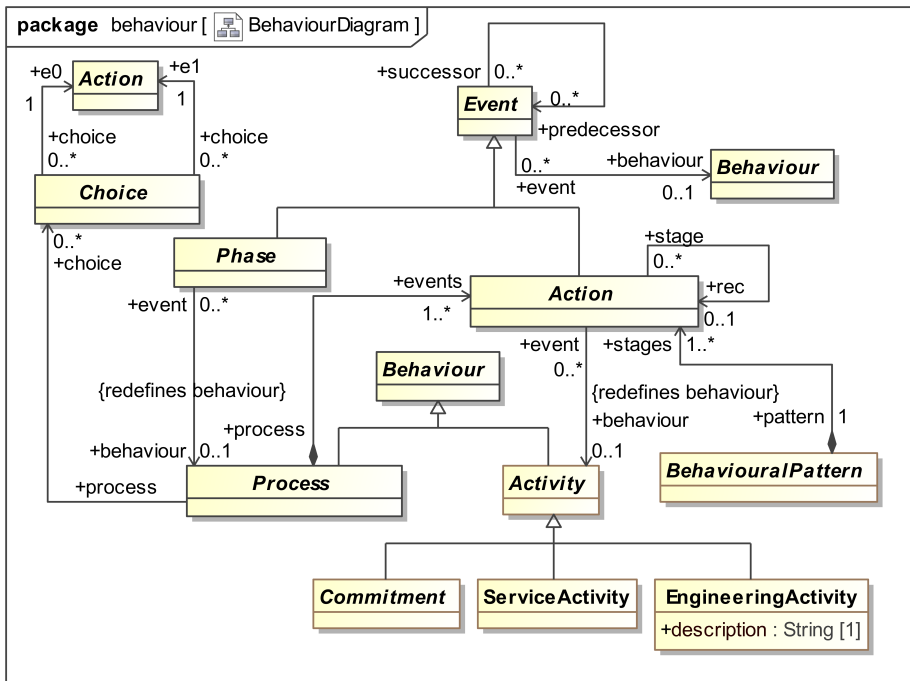 package behaviour [ BehaviourDiagram ]
+e0
Action
+e1
1
1
+choice
0..*
+choice
0..*
Choice
0..*
+choice
+successor
0..*
Event
0..*
+predecessor
0..*
+event
+behaviour
0..1
Behaviour
Phase
+event
0..*
+stage
0..*
+rec
0..1
Action
+events
1..*
+event
0..*
+stages
1..*
Behaviour
{redefines behaviour}
{redefines behaviour}
+behaviour
0..1
+process
+pattern
1
+behaviour
0..1
+process
Process
Activity
BehaviouralPattern
Commitment
ServiceActivity
EngineeringActivity
+description : String [1]